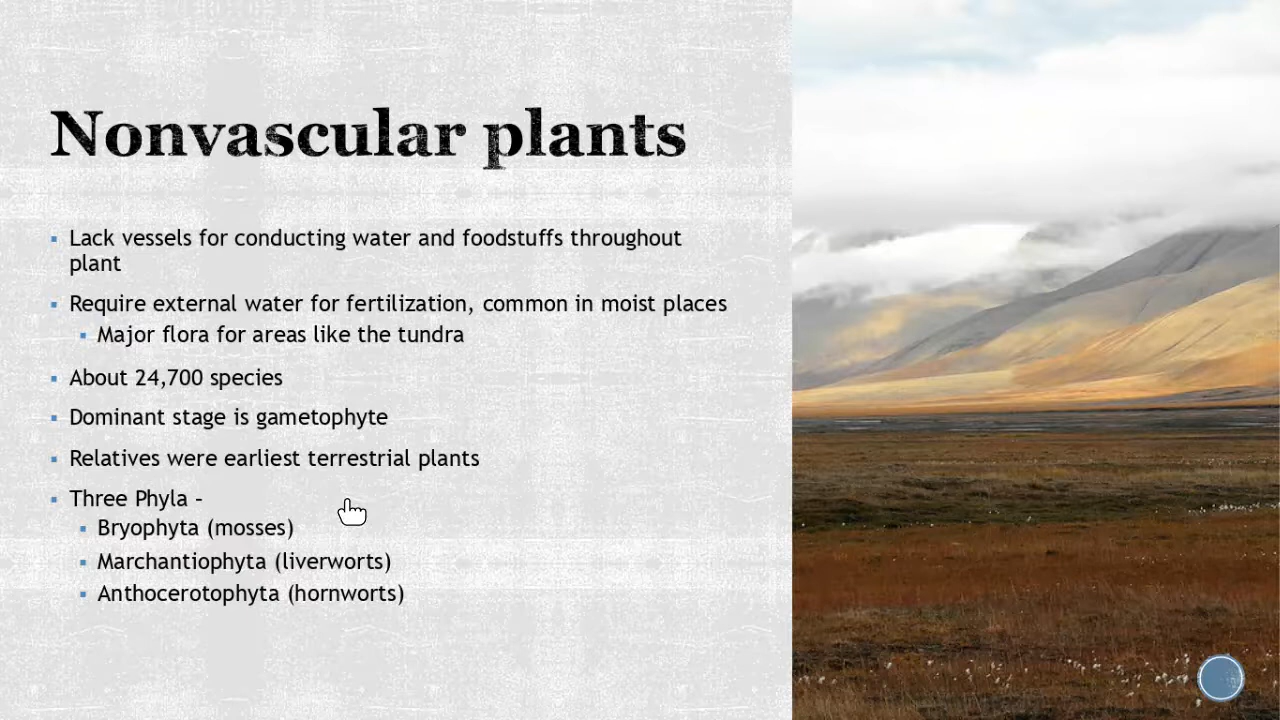 Nonvascular plants
Lack vessels for conducting water and foodstuffs throughout
plant
Require external water for fertilization, common in moist places
Major flora for areas like the tundra
About 24,700 species
Dominant stage is gametophyte
Relatives were earliest terrestrial plants
Three Phyla –
Bryophyta (mosses)
Marchantiophyta (liverworts)
Anthocerotophyta (hornworts)